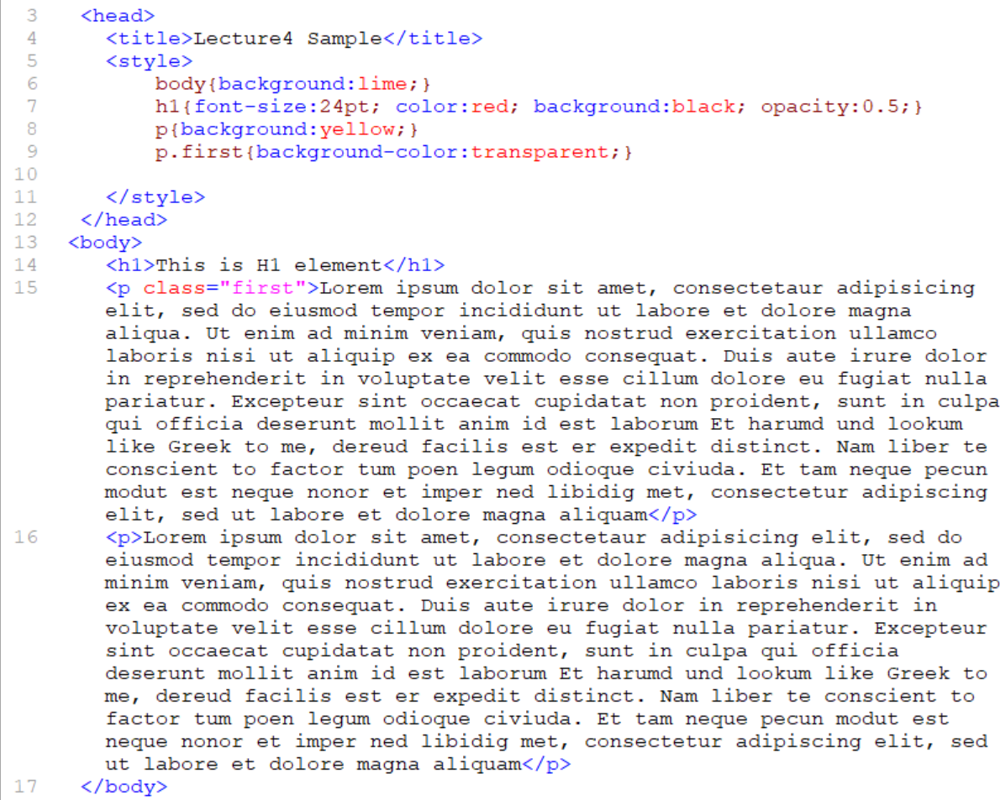 3 <head>
4 <title>Lecture4 Sample</title>
5 <style>
6 body{background:lime;}
7 h1{font-size:24pt; color:red; background:black; opacity:0.5;}
8 p{background:yellow;}
9 p.first{background-color:transparent;}
10
11 </style>
12 </head>
13 <body>
14 <h1>This is H1 element</h1>
15 <p class="first">Lorem ipsum dolor sit amet, consectetaur adipisicing
elit, sed do eiusmod tempor incididunt ut labore et dolore magna
aliqua. Ut enim ad minim veniam, quis nostrud exercitation ullamco
laboris nisi ut aliquip ex ea commodo consequat. Duis aute irure dolor
in reprehenderit in voluptate velit esse cillum dolore eu fugiat nulla
pariatur. Excepteur sint occaecat cupidatat non proident, sunt in culpa
qui officia deserunt mollit anim id est laborum Et harumd und lookum
like Greek to me, dereud facilis est er expedit distinct. Nam liber te
conscient to factor tum poen legum odioque civiuda. Et tam neque pecun
modut est neque nonor et imper ned libidig met, consectetur adipiscing
elit, sed ut labore et dolore magna aliquam</p>
16 <p>Lorem ipsum dolor sit amet, consectetaur adipisicing elit, sed do
eiusmod tempor incididunt ut labore et dolore magna aliqua. Ut enim ad
minim veniam, quis nostrud exercitation ullamco laboris nisi ut aliquip
ex ea commodo consequat. Duis aute irure dolor in reprehenderit in
voluptate velit esse cillum dolore eu fugiat nulla pariatur. Excepteur
sint occaecat cupidatat non proident, sunt in culpa qui officia
deserunt mollit anim id est laborum Et harumd und lookum like Greek to
me, dereud facilis est er expedit distinct. Nam liber te conscient to
factor tum poen legum odioque civiuda. Et tam neque pecun modut est
neque nonor et imper ned libidig met, consectetur adipiscing elit, sed
ut labore et dolore magna aliquam</p>
17 </body>